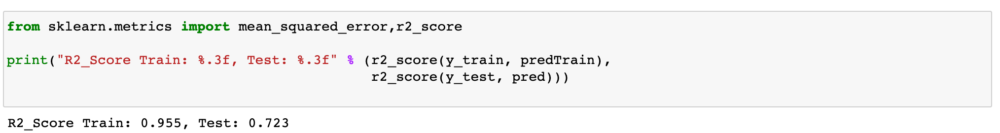 from sklearn.metrics import mean_squared_error,r2_score
print("R2_Score Train: %.3f, Test: %.3f" % (r2_score(y_train, predTrain),
r2_score(y_test, pred)))
R2_Score Train: 0.955, Test: 0.723